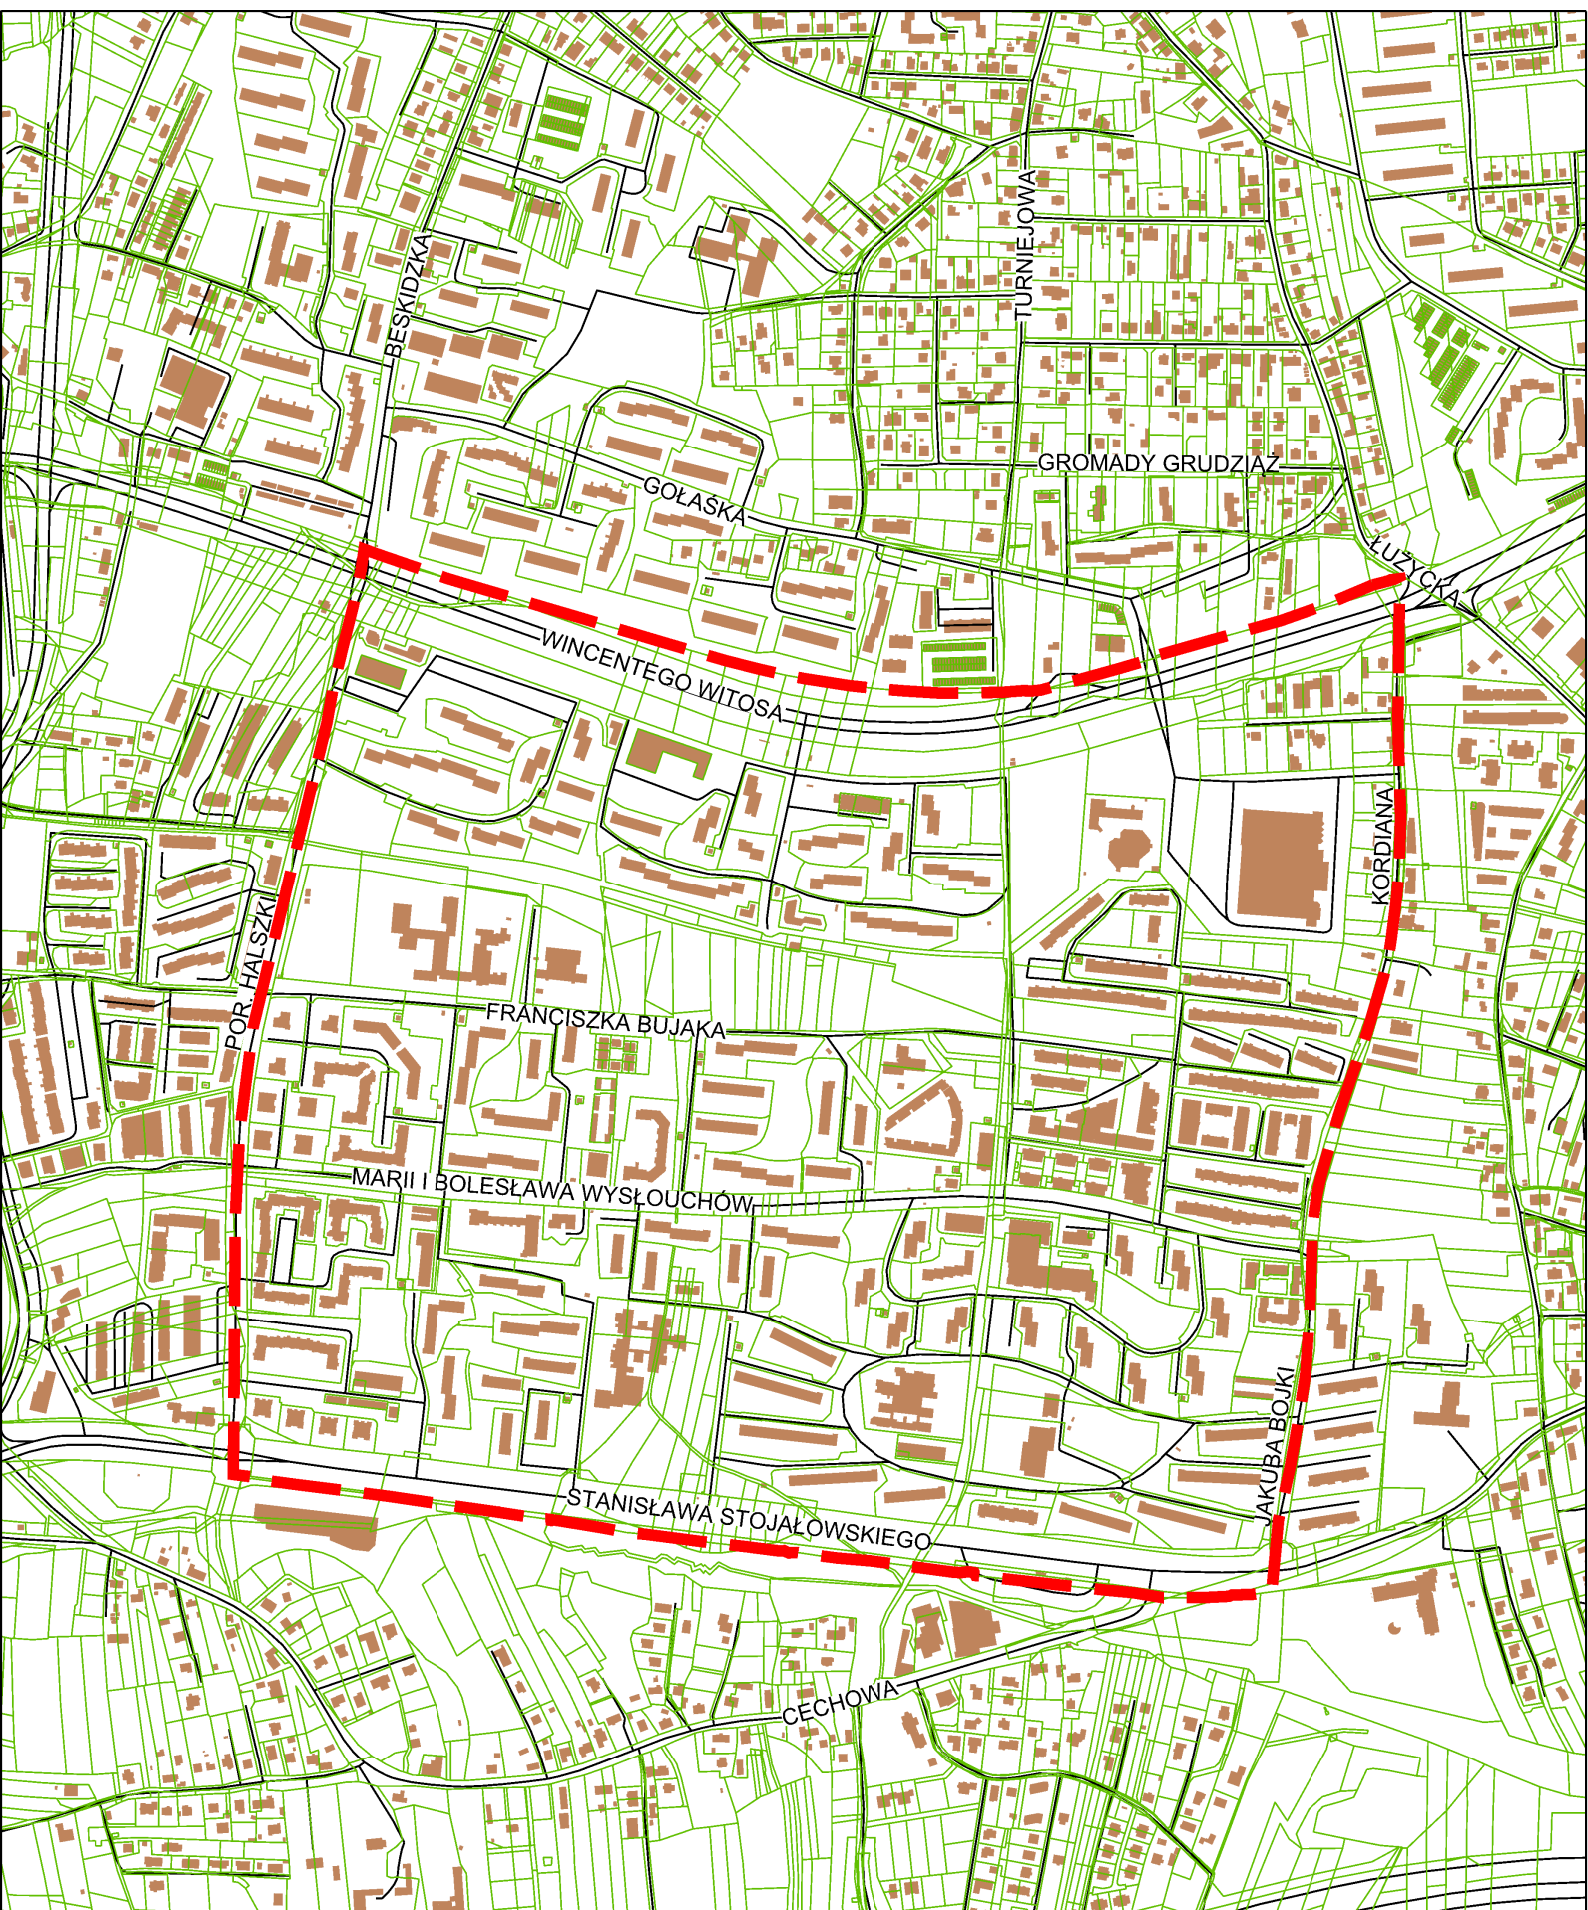 TURNIEJOWA
BESKIDZKA
GROMADY GRUDZIĄŻ
GOŁAŚKA
ŁUŻYCKA
WINCENTEGO WITOSA
KORDIANA
POR. HALSZKI
FRANCISZKA BUJAKA
MARII I BOLESŁAWA WYSŁOUCHÓW
JAKUBA BOJKI
STANISŁAWA STOJAŁOWSKIEGO
CECHOWA